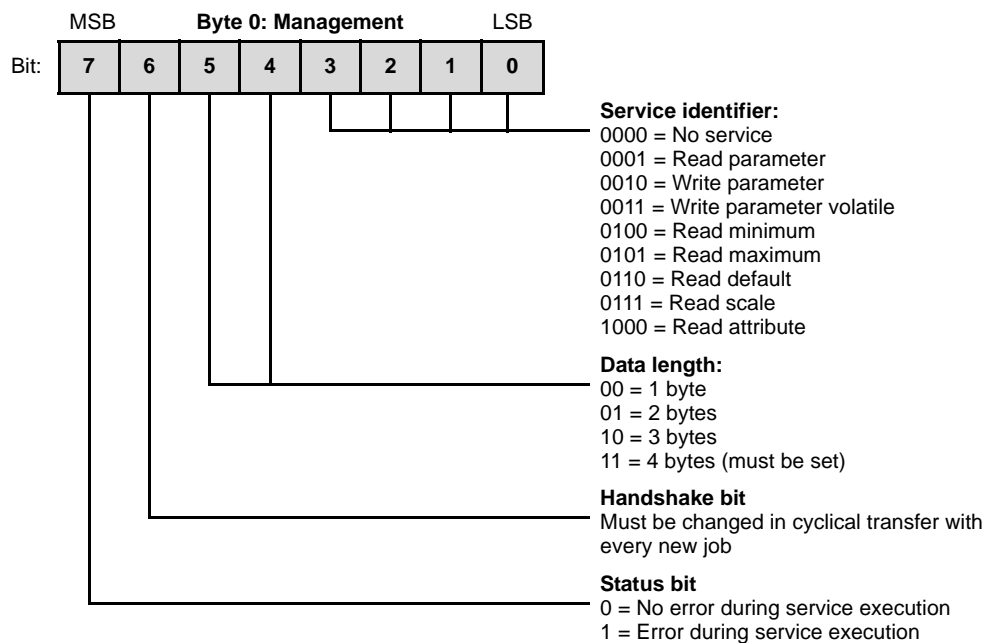 MSB Byte 0: Management LSB
Bit: 7 6 5 4 3 2 1 0
Service identifier:
0000 = No service
0001 = Read parameter
0010 = Write parameter
0011 = Write parameter volatile
0100 = Read minimum
0101 = Read maximum
0110 = Read default
0111 = Read scale
1000 = Read attribute
Data length:
00 = 1 byte
01 = 2 bytes
10 = 3 bytes
11 = 4 bytes (must be set)
Handshake bit
Must be changed in cyclical transfer with
every new job
Status bit
0 = No error during service execution
1 = Error during service execution